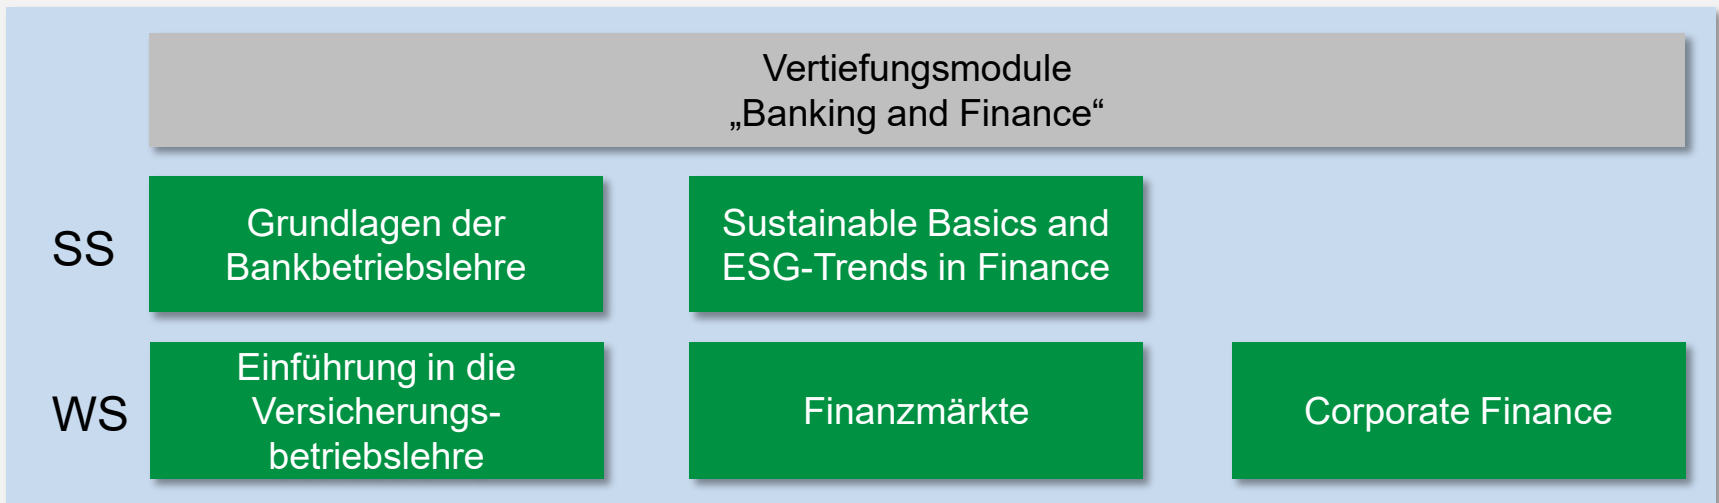 Vertiefungsmodule
„Banking and Finance“
SS
Grundlagen der
Bankbetriebslehre
Sustainable Basics and
ESG-Trends in Finance
WS
Einführung in die
Versicherungs-
betriebslehre
Finanzmärkte
Corporate Finance